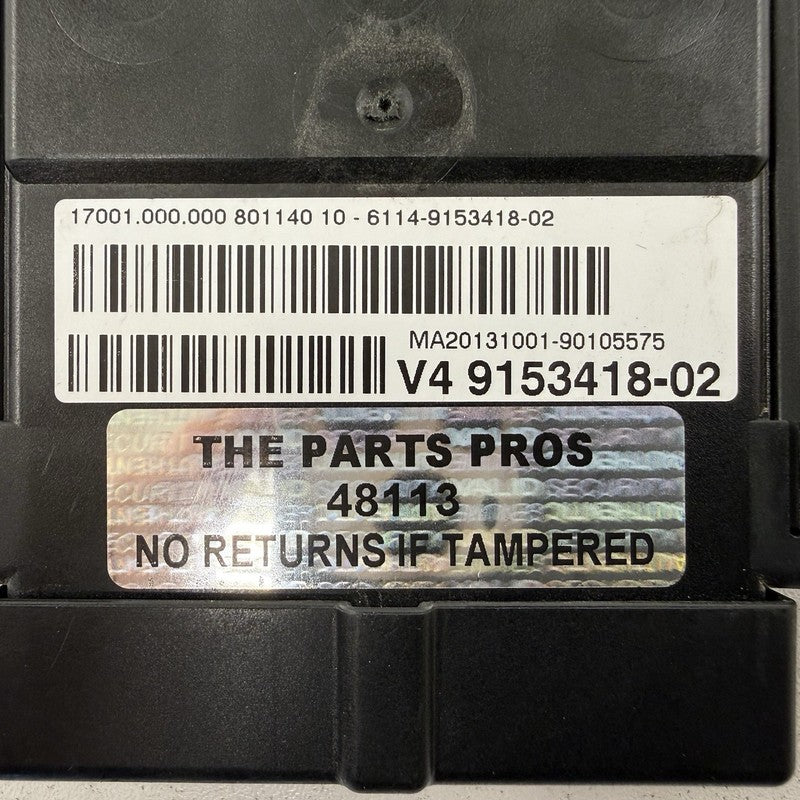 17001.000.000 801140 10 - 6114-9153418-02
MA20131001-90105575
V4 9153418-02
THE PARTS PROS
48113
NO RETURNS IF TAMPERED